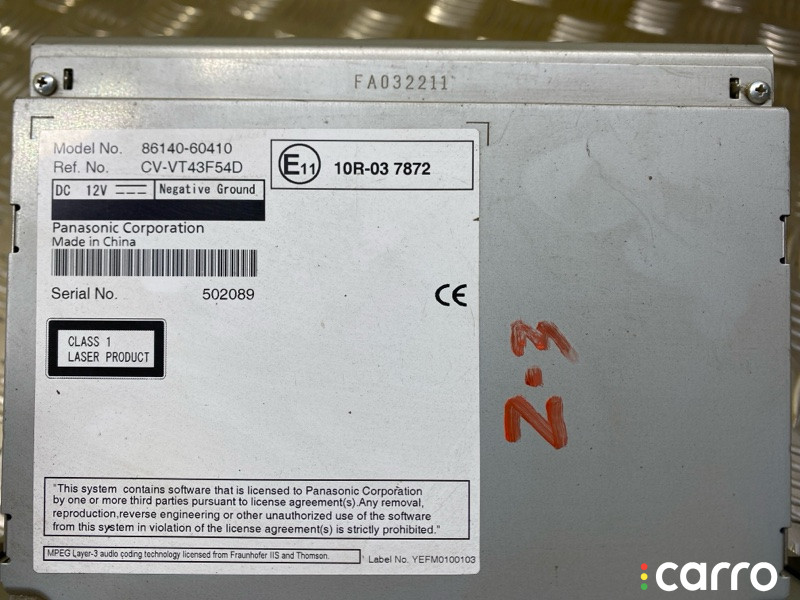 FA032211
Model No. 86140-60410
Ref. No. CV-VT43F54D
DC 12V Negative Ground
E11 10R-03 7872
Panasonic Corporation
Made in China
Serial No. 502089
CE
CLASS 1
LASER PRODUCT
2.3
"This system contains software that is licensed to Panasonic Corporation
by one or more third parties pursuant to license agreement(s).Any removal,
reproduction,reverse engineering or other unauthorized use of the software
from this system in violation of the license agreement(s) is strictly prohibited."
MPEG Layer-3 audio coding technology licensed from Fraunhofer IIS and Thomson.
Label No. YEFM0100103
carro